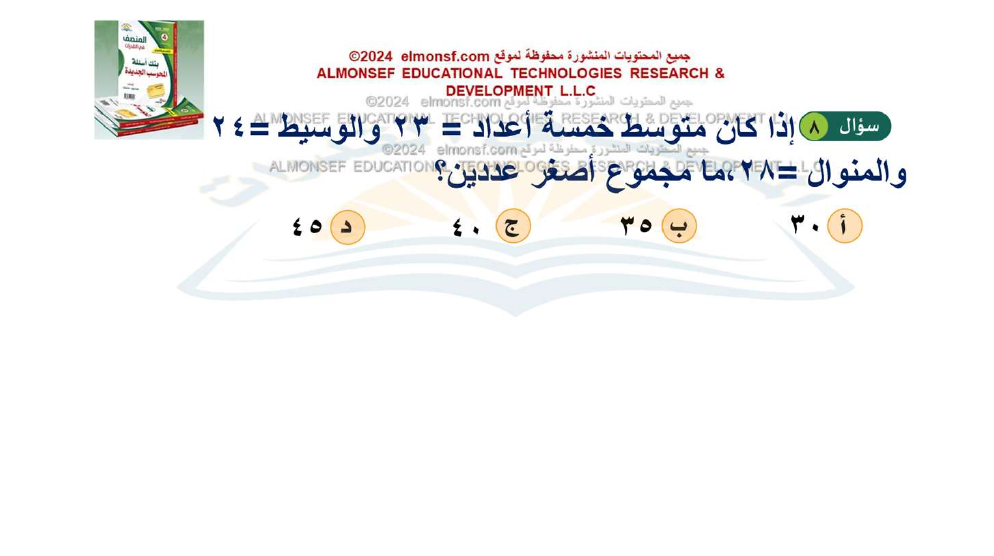 جميع المحتويات المنشورة محفوظة لموقع elmonsf.com ©2024
ALMONSEF EDUCATIONAL TECHNOLOGIES RESEARCH &
DEVELOPMENT L.L.C
المنصف
في القدرات
بنك أسئلة
المحوسب الجديدة
جميع المحتويات المنشورة محفوظة لموقع elmonsf.com ©2024
ALMONSEF EDUCATIONAL TECHNOLOGIES RESEARCH & DEVELOPMENT L.L.C
سؤال ٨ إذا كان متوسط خمسة أعداد = ٢٣ والوسيط = ٢٤
جميع المحتويات المنشورة محفوظة لموقع elmonsf.com ©2024
ALMONSEF EDUCATIONAL TECHNOLOGIES RESEARCH & DEVELOPMENT L.L.C
والمنوال = ٢٨، ما مجموع أصغر عددين؟
أ ٣٠ ب ٣٥ ج ٤٠ د ٤٥